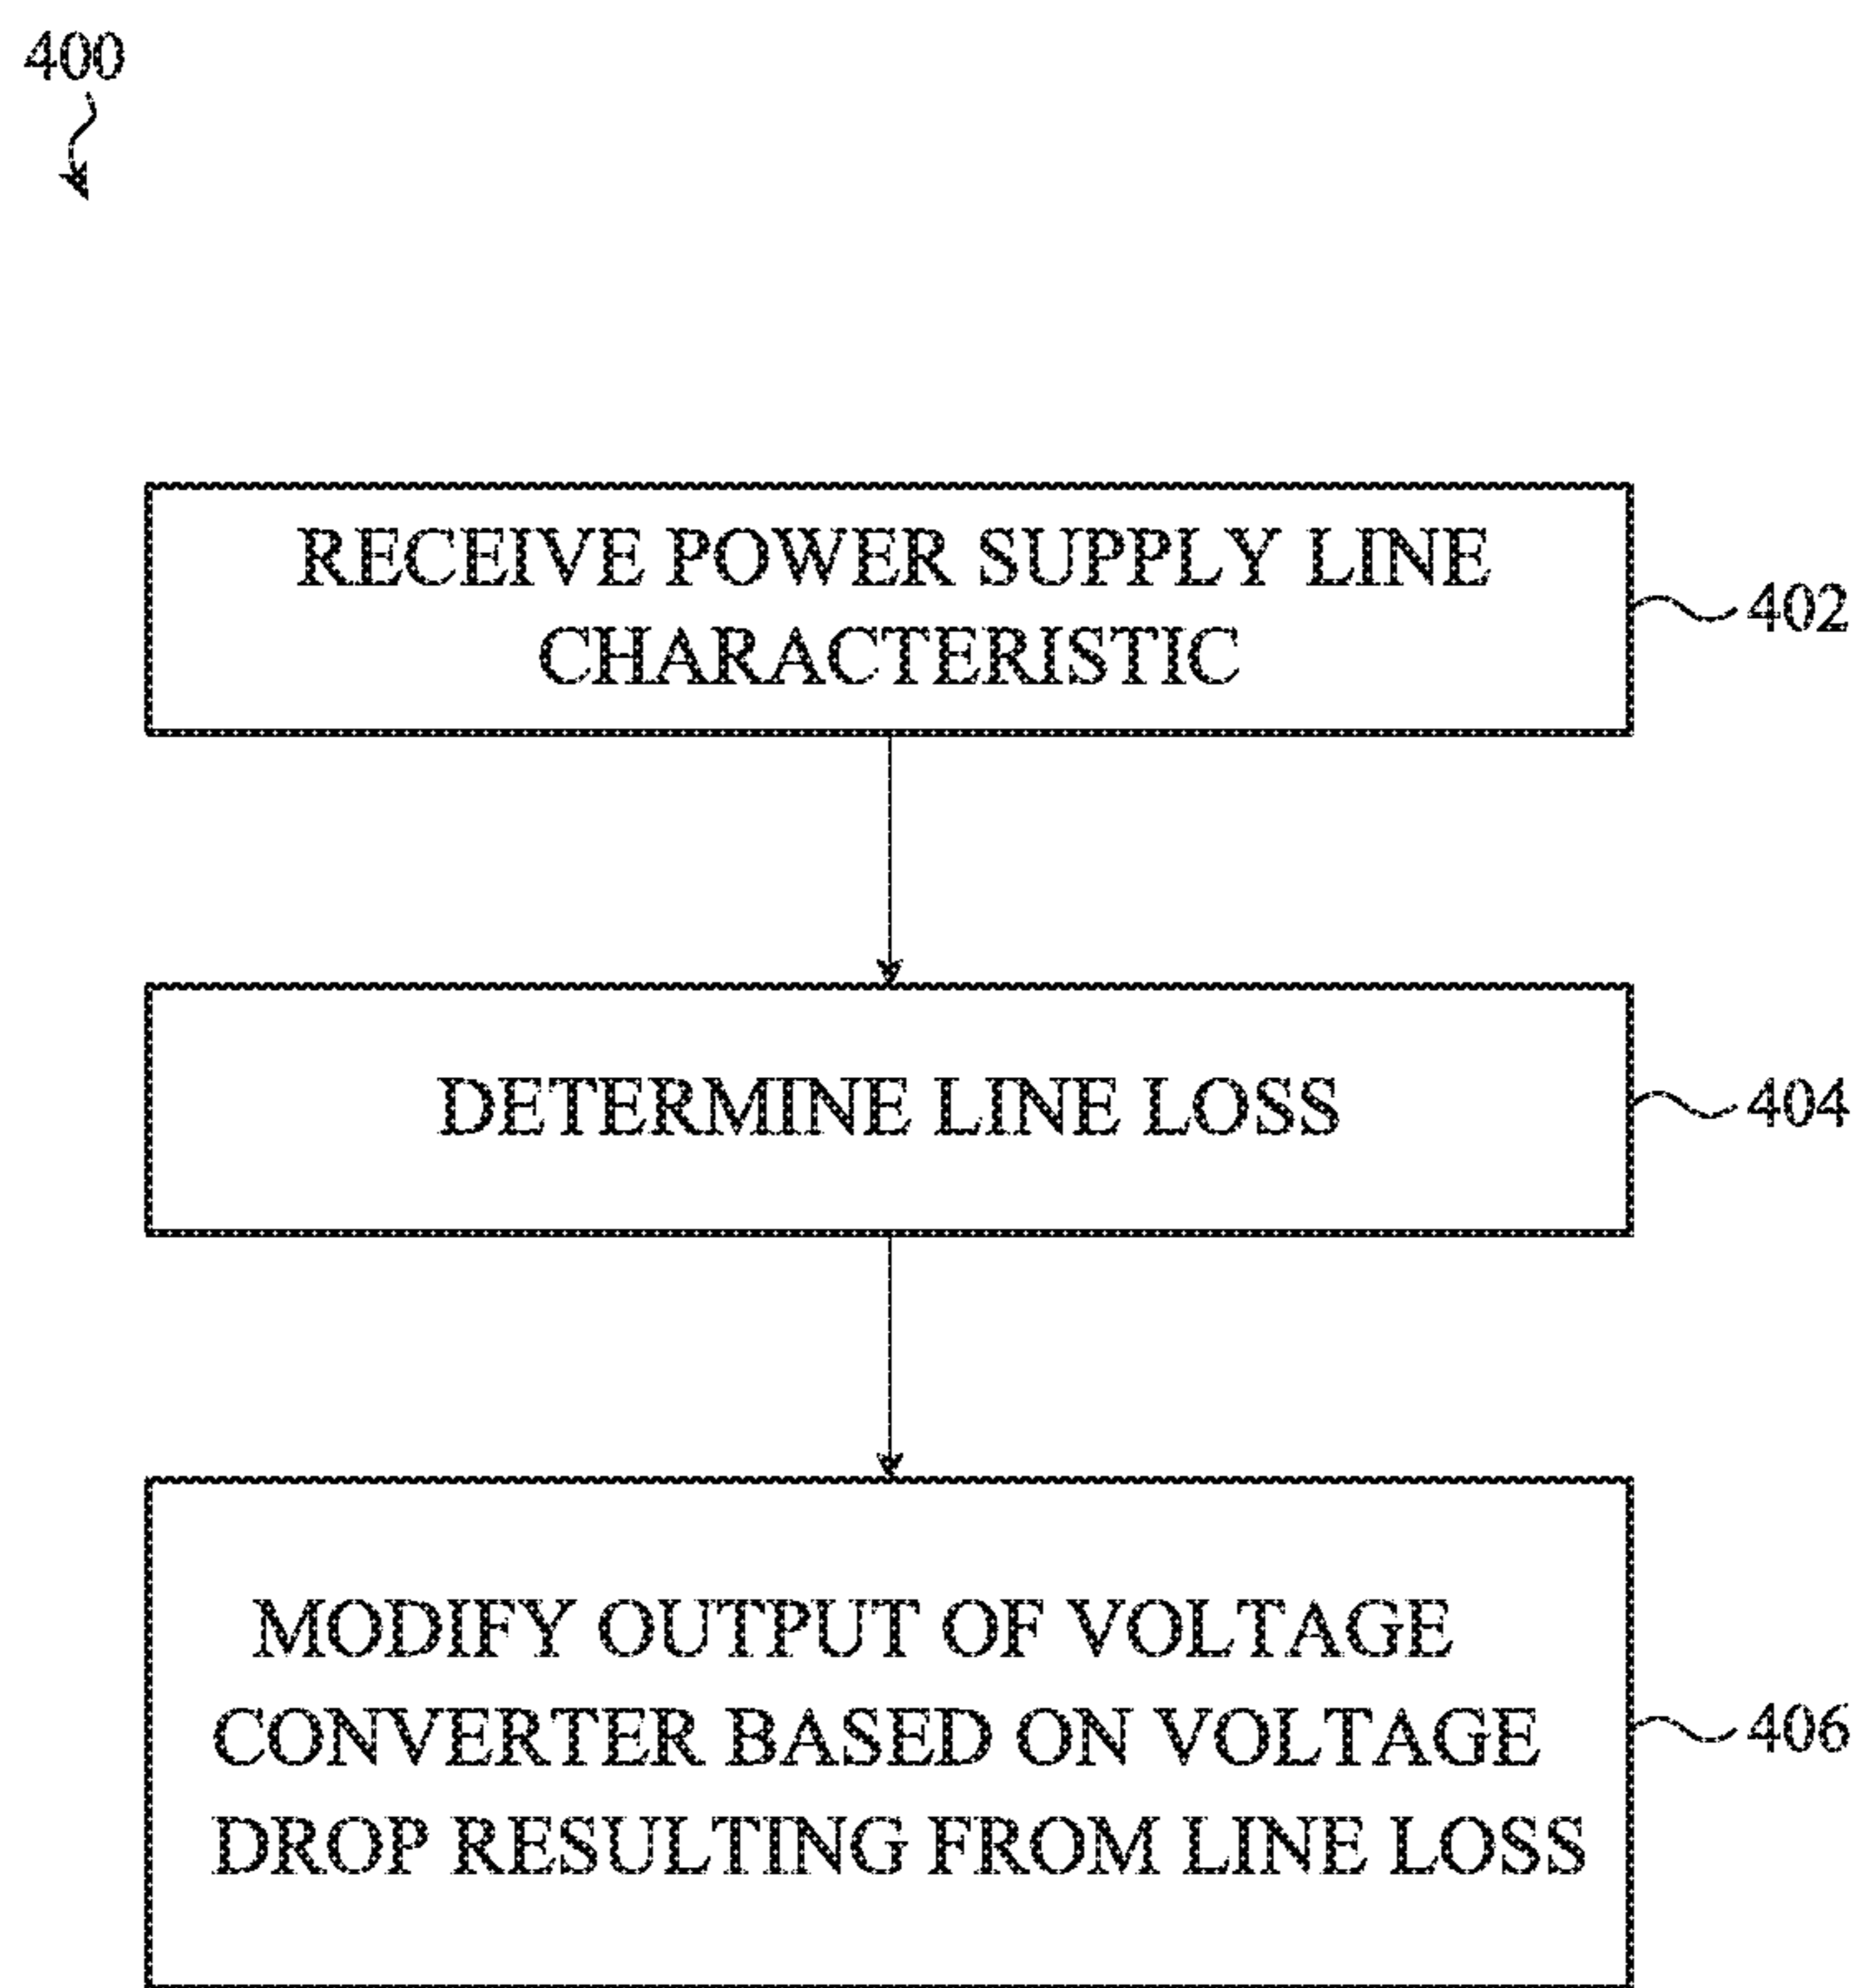 400
RECEIVE POWER SUPPLY LINE
CHARACTERISTIC
402
DETERMINE LINE LOSS
404
MODIFY OUTPUT OF VOLTAGE
CONVERTER BASED ON VOLTAGE
DROP RESULTING FROM LINE LOSS
406